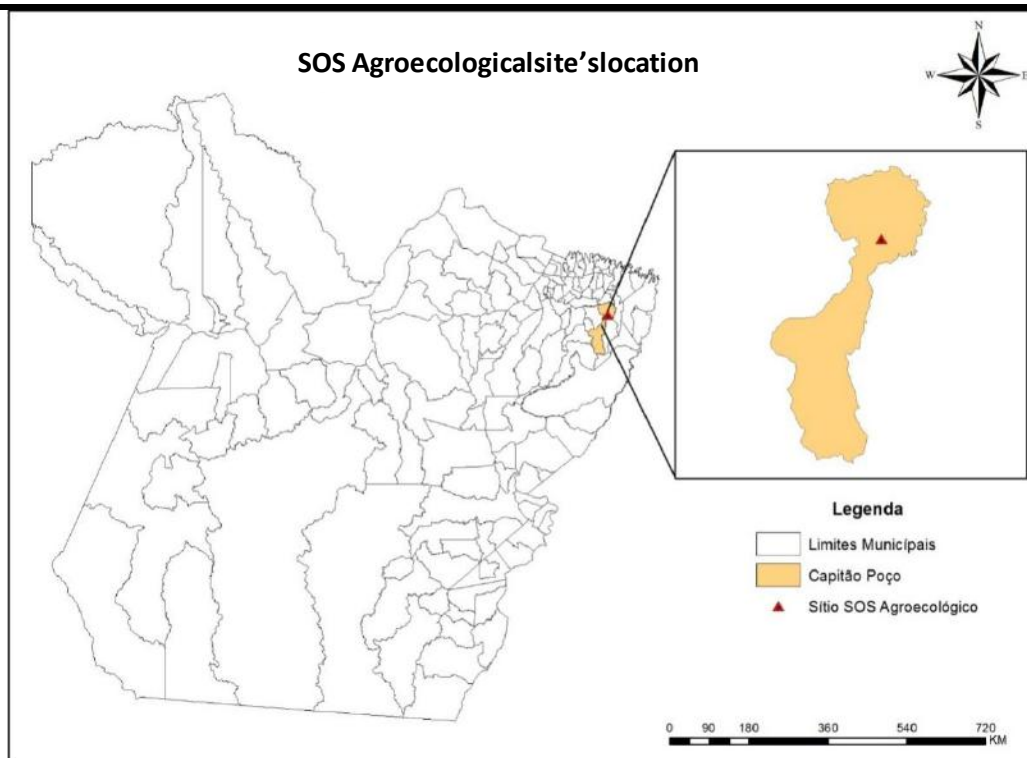 SOS Agroecologicalsite’slocation
N
W E
S
Legenda
Limites Municípais
Capitão Poço
Sítio SOS Agroecológico
0 90 180 360 540 720
KM